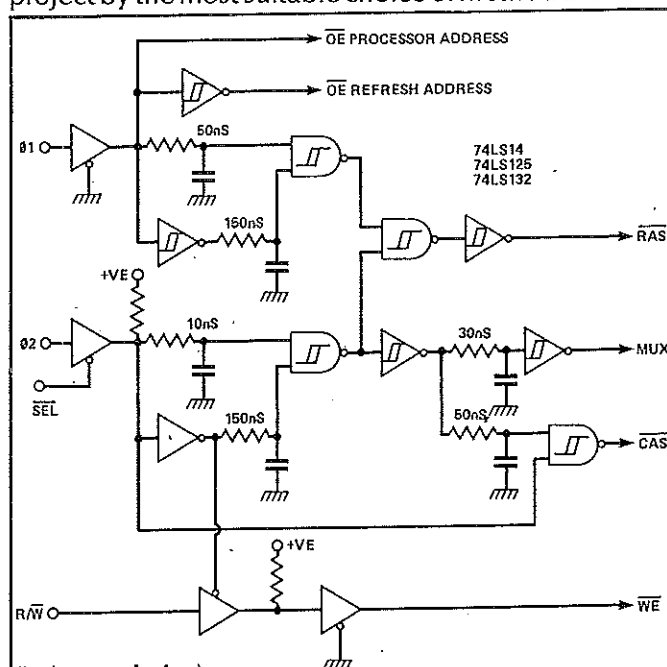 project by the most suitable choice of
OE PROCESSOR ADDRESS
OE REFRESH ADDRESS
50nS
Ø1
74LS14
74LS125
74LS132
150nS
RAS
+VE
10nS
30nS
Ø2
MUX
SEL
50nS
150nS
CAS
+VE
R/W
WE